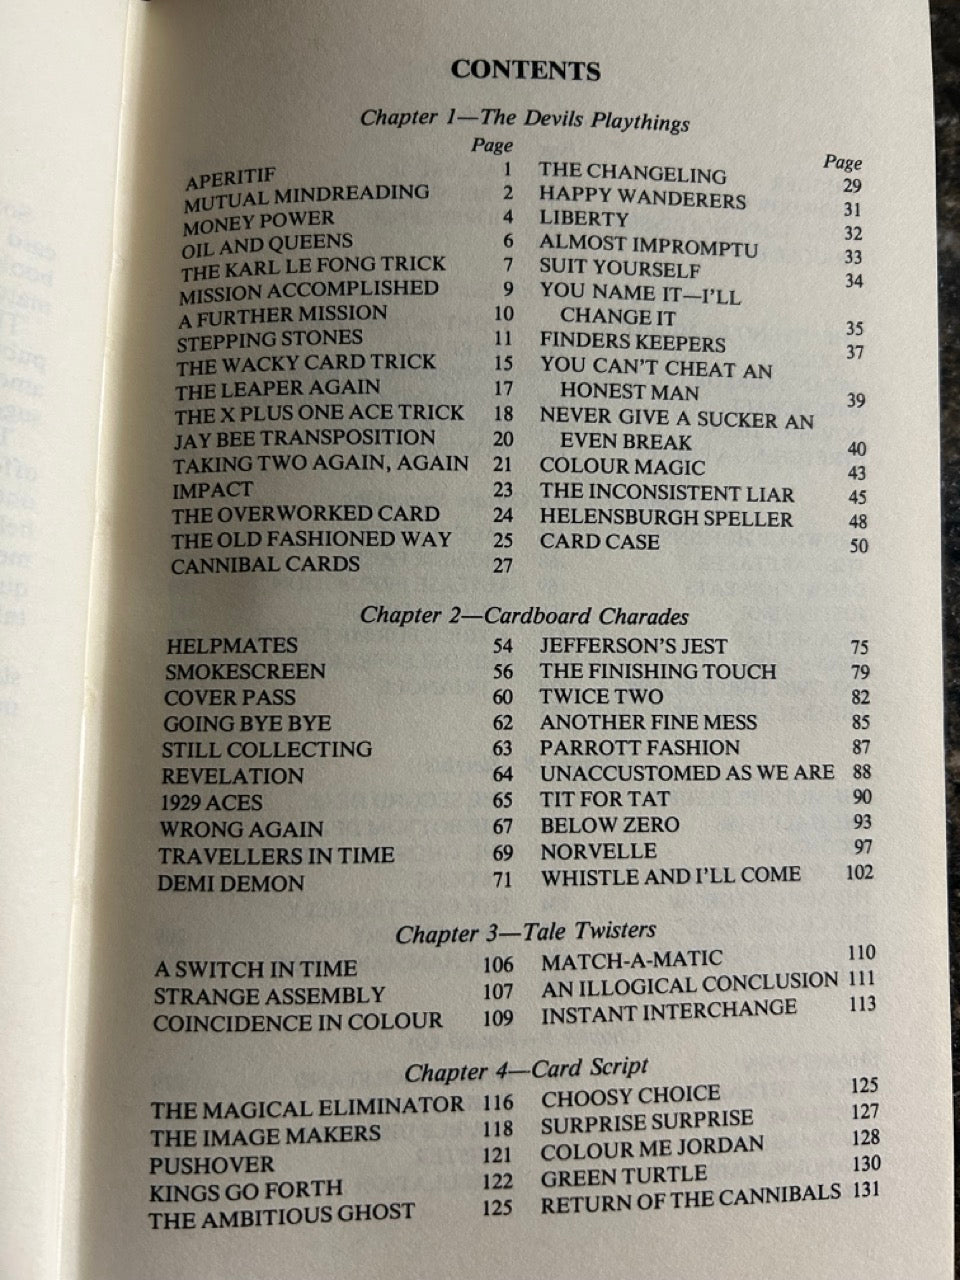 CONTENTS
Chapter 1—The Devils Playthings
Page
APERITIF 1
MUTUAL MINDREADING 2
MONEY POWER 4
OIL AND QUEENS 6
THE KARL LE FONG TRICK 7
MISSION ACCOMPLISHED 9
A FURTHER MISSION 10
STEPPING STONES 11
THE WACKY CARD TRICK 15
THE LEAPER AGAIN 17
THE X PLUS ONE ACE TRICK 18
JAY BEE TRANSPOSITION 20
TAKING TWO AGAIN, AGAIN 21
IMPACT 23
THE OVERWORKED CARD 24
THE OLD FASHIONED WAY 25
CANNIBAL CARDS 27
Page
THE CHANGELING 29
HAPPY WANDERERS 31
LIBERTY 32
ALMOST IMPROMPTU 33
SUIT YOURSELF 34
YOU NAME IT—I'LL
CHANGE IT 35
FINDERS KEEPERS 37
YOU CAN'T CHEAT AN
HONEST MAN 39
NEVER GIVE A SUCKER AN
EVEN BREAK 40
COLOUR MAGIC 43
THE INCONSISTENT LIAR 45
HELENSBURGH SPELLER 48
CARD CASE 50
Chapter 2—Cardboard Charades
HELPMATES 54
SMOKESCREEN 56
COVER PASS 60
GOING BYE BYE 62
STILL COLLECTING 63
REVELATION 64
1929 ACES 65
WRONG AGAIN 67
TRAVELLERS IN TIME 69
DEMI DEMON 71
JEFFERSON'S JEST 75
THE FINISHING TOUCH 79
TWICE TWO 82
ANOTHER FINE MESS 85
PARROTT FASHION 87
UNACCUSTOMED AS WE ARE 88
TIT FOR TAT 90
BELOW ZERO 93
NORVELLE 97
WHISTLE AND I'LL COME 102
Chapter 3—Tale Twisters
A SWITCH IN TIME 106
STRANGE ASSEMBLY 107
COINCIDENCE IN COLOUR 109
MATCH-A-MATIC 110
AN ILLOGICAL CONCLUSION 111
INSTANT INTERCHANGE 113
Chapter 4—Card Script
THE MAGICAL ELIMINATOR 116
THE IMAGE MAKERS 118
PUSHOVER 121
KINGS GO FORTH 122
THE AMBITIOUS GHOST 125
CHOOSY CHOICE 125
SURPRISE SURPRISE 127
COLOUR ME JORDAN 128
GREEN TURTLE 130
RETURN OF THE CANNIBALS 131